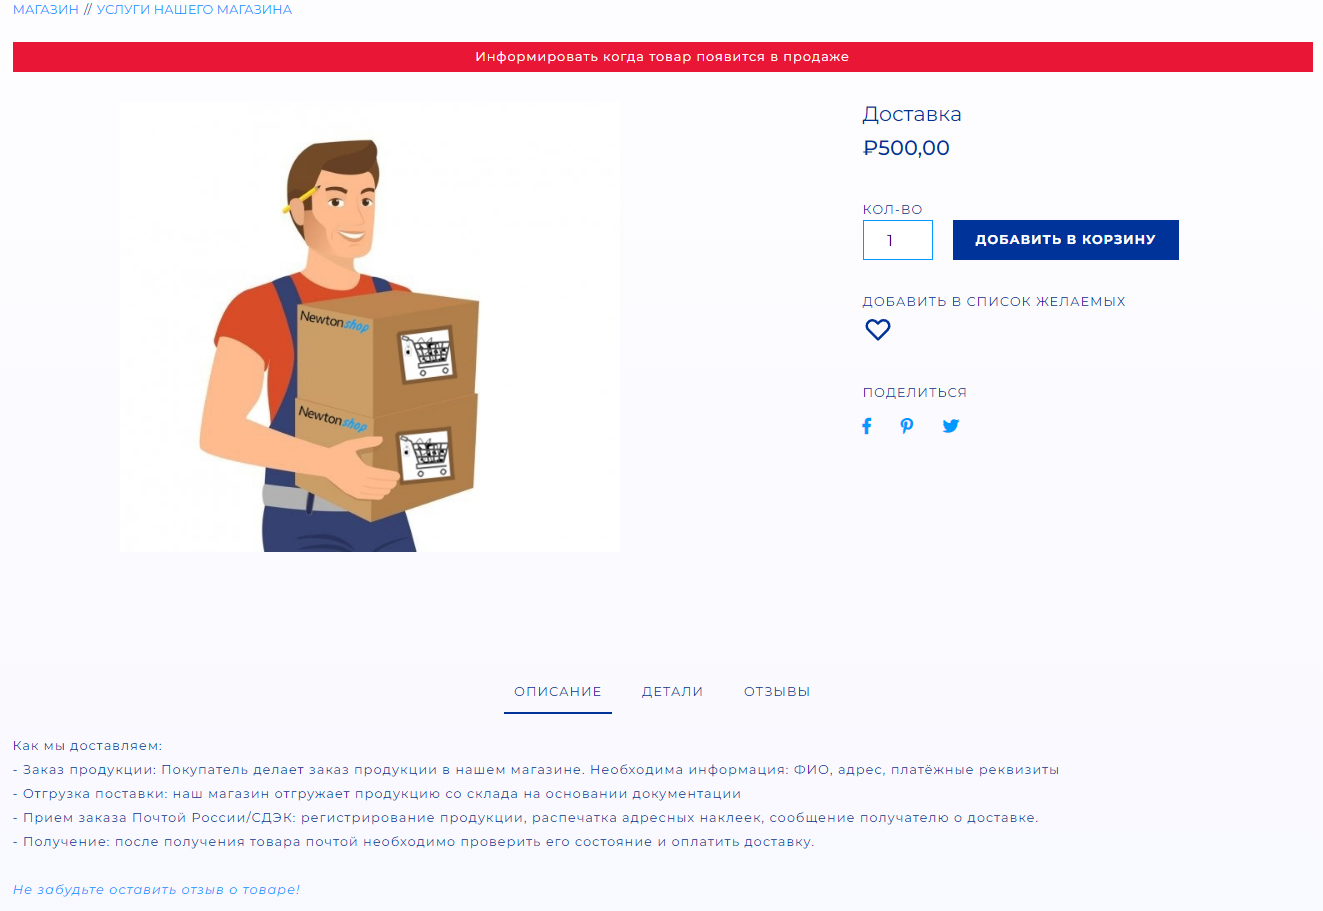 МАГАЗИН // УСЛУГИ НАШЕГО МАГАЗИНА
Информировать когда товар появится в продаже
Доставка
₽500,00
КОЛ-ВО
1
ДОБАВИТЬ В КОРЗИНУ
ДОБАВИТЬ В СПИСОК ЖЕЛАЕМЫХ
ПОДЕЛИТЬСЯ
Newton shop
Newton shop
ОПИСАНИЕ ДЕТАЛИ ОТЗЫВЫ
Как мы доставляем:
- Заказ продукции: Покупатель делает заказ продукции в нашем магазине. Необходима информация: ФИО, адрес, платёжные реквизиты
- Отгрузка поставки: наш магазин отгружает продукцию со склада на основании документации
- Прием заказа Почтой России/СДЭК: регистрирование продукции, распечатка адресных наклеек, сообщение получателю о доставке.
- Получение: после получения товара почтой необходимо проверить его состояние и оплатить доставку.
Не забудьте оставить отзыв о товаре!